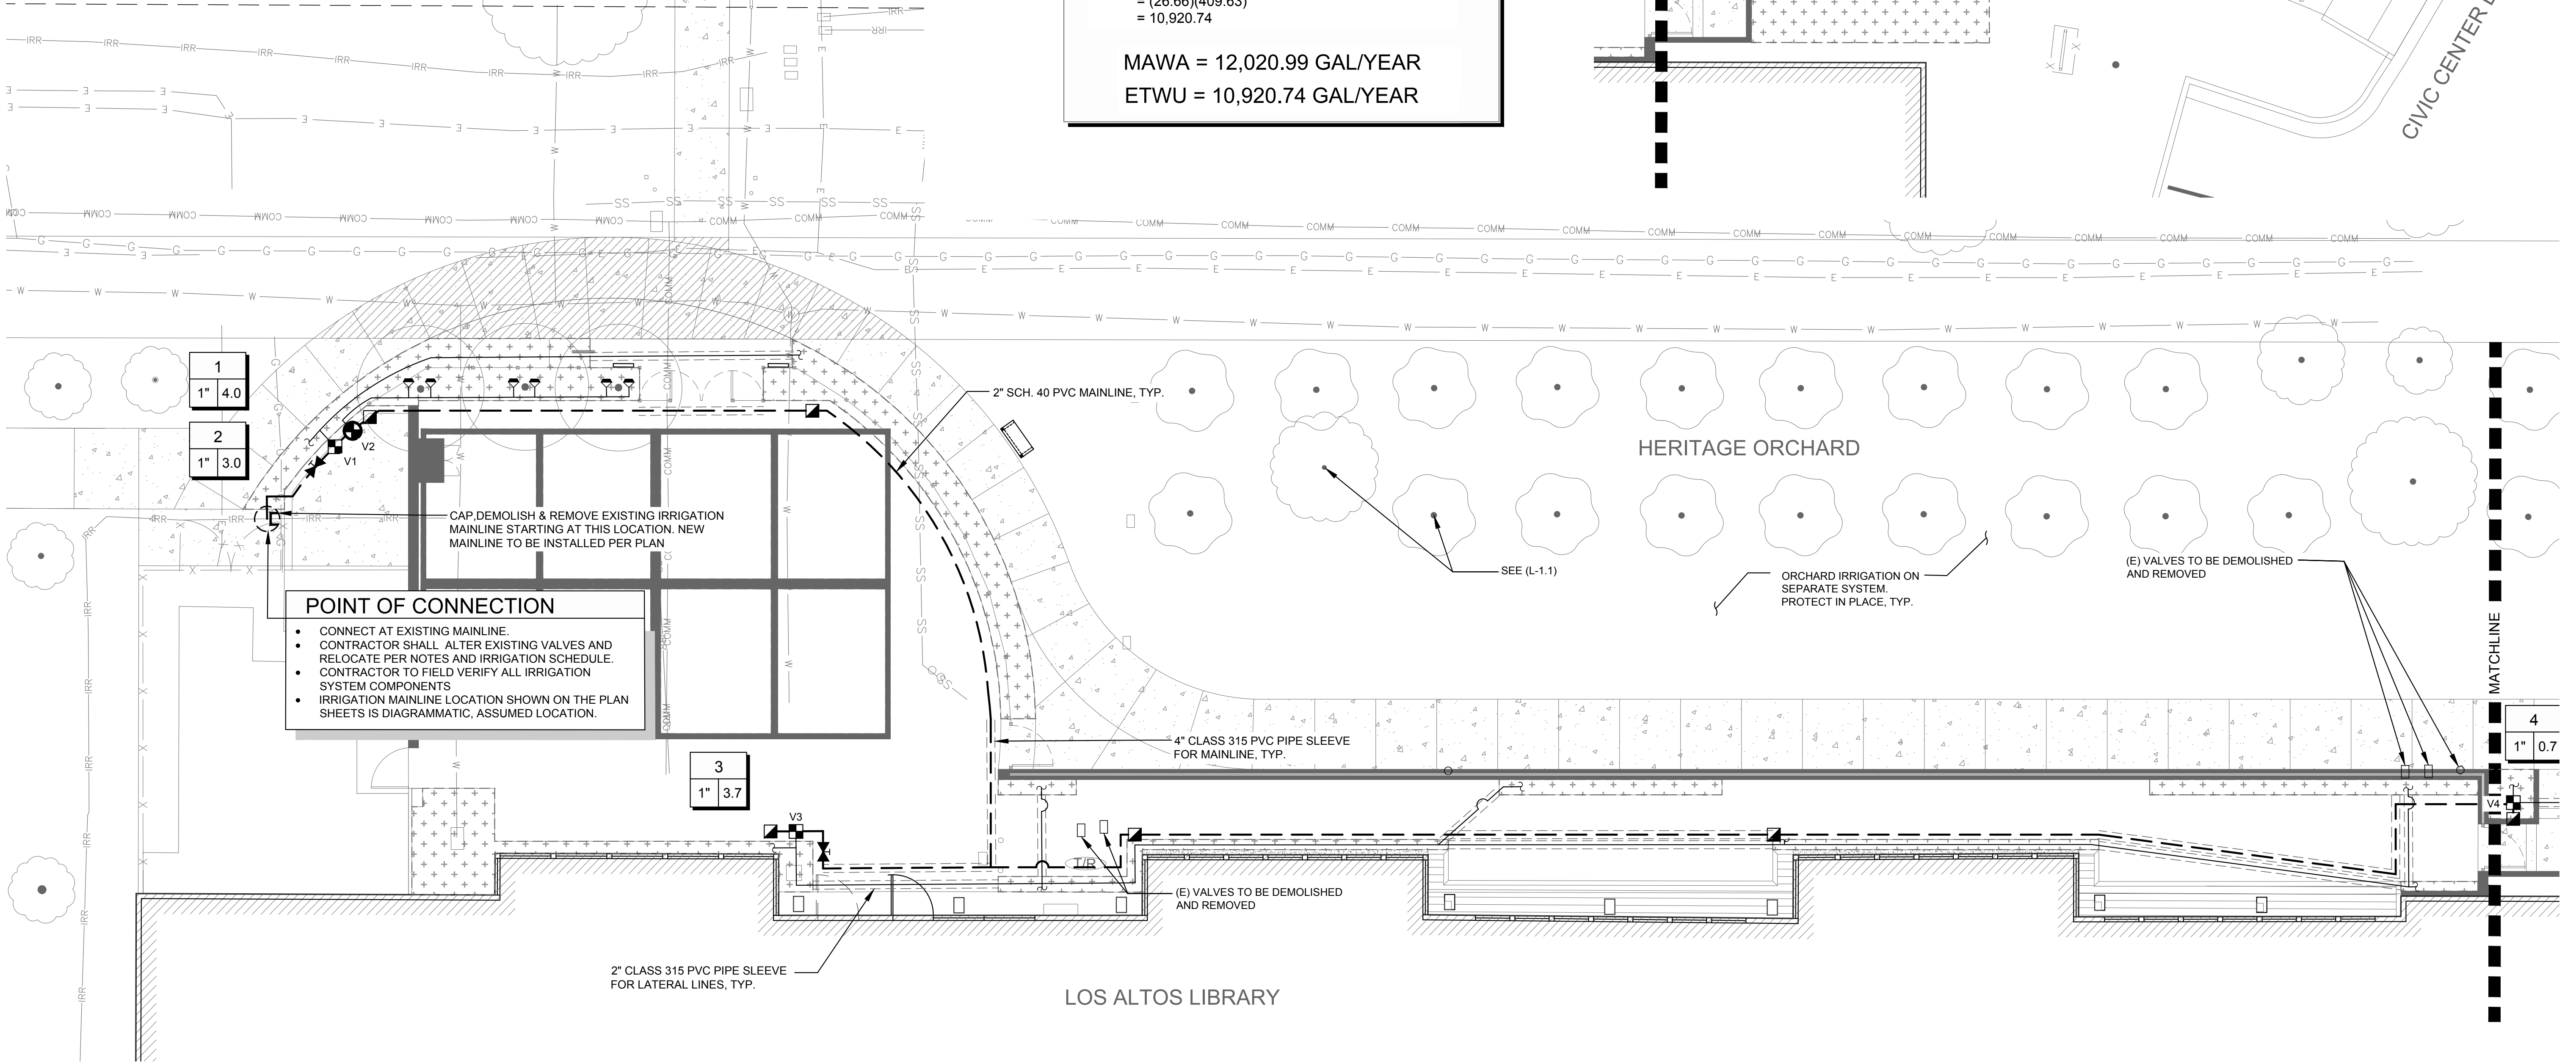 = (26.66)(409.63)
= 10,920.74
MAWA = 12,020.99 GAL/YEAR
ETWU = 10,920.74 GAL/YEAR
CIVIC CENTER
1
1" 4.0
2
1" 3.0
V2
V1
2" SCH. 40 PVC MAINLINE, TYP.
HERITAGE ORCHARD
CAP,DEMOLISH & REMOVE EXISTING IRRIGATION
MAINLINE STARTING AT THIS LOCATION. NEW
MAINLINE TO BE INSTALLED PER PLAN
SEE (L-1.1)
ORCHARD IRRIGATION ON
SEPARATE SYSTEM.
PROTECT IN PLACE, TYP.
(E) VALVES TO BE DEMOLISHED
AND REMOVED
POINT OF CONNECTION
• CONNECT AT EXISTING MAINLINE.
• CONTRACTOR SHALL ALTER EXISTING VALVES AND
RELOCATE PER NOTES AND IRRIGATION SCHEDULE.
• CONTRACTOR TO FIELD VERIFY ALL IRRIGATION
SYSTEM COMPONENTS
• IRRIGATION MAINLINE LOCATION SHOWN ON THE PLAN
SHEETS IS DIAGRAMMATIC, ASSUMED LOCATION.
MATCHLINE
4
1" 0.7
4" CLASS 315 PVC PIPE SLEEVE
FOR MAINLINE, TYP.
3
1" 3.7
V3
V4
T/R
(E) VALVES TO BE DEMOLISHED
AND REMOVED
2" CLASS 315 PVC PIPE SLEEVE
FOR LATERAL LINES, TYP.
LOS ALTOS LIBRARY